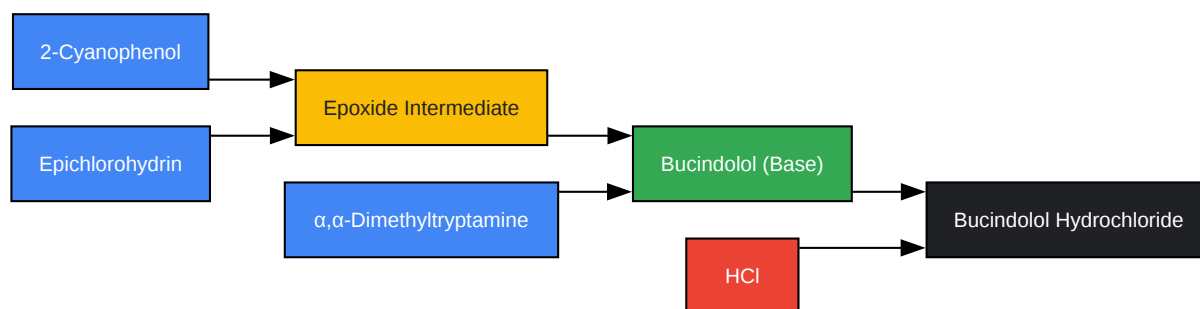 2-Cyanophenol
Epichlorohydrin
Epoxide Intermediate
α,α-Dimethyltryptamine
Bucindolol (Base)
HCl
Bucindolol Hydrochloride